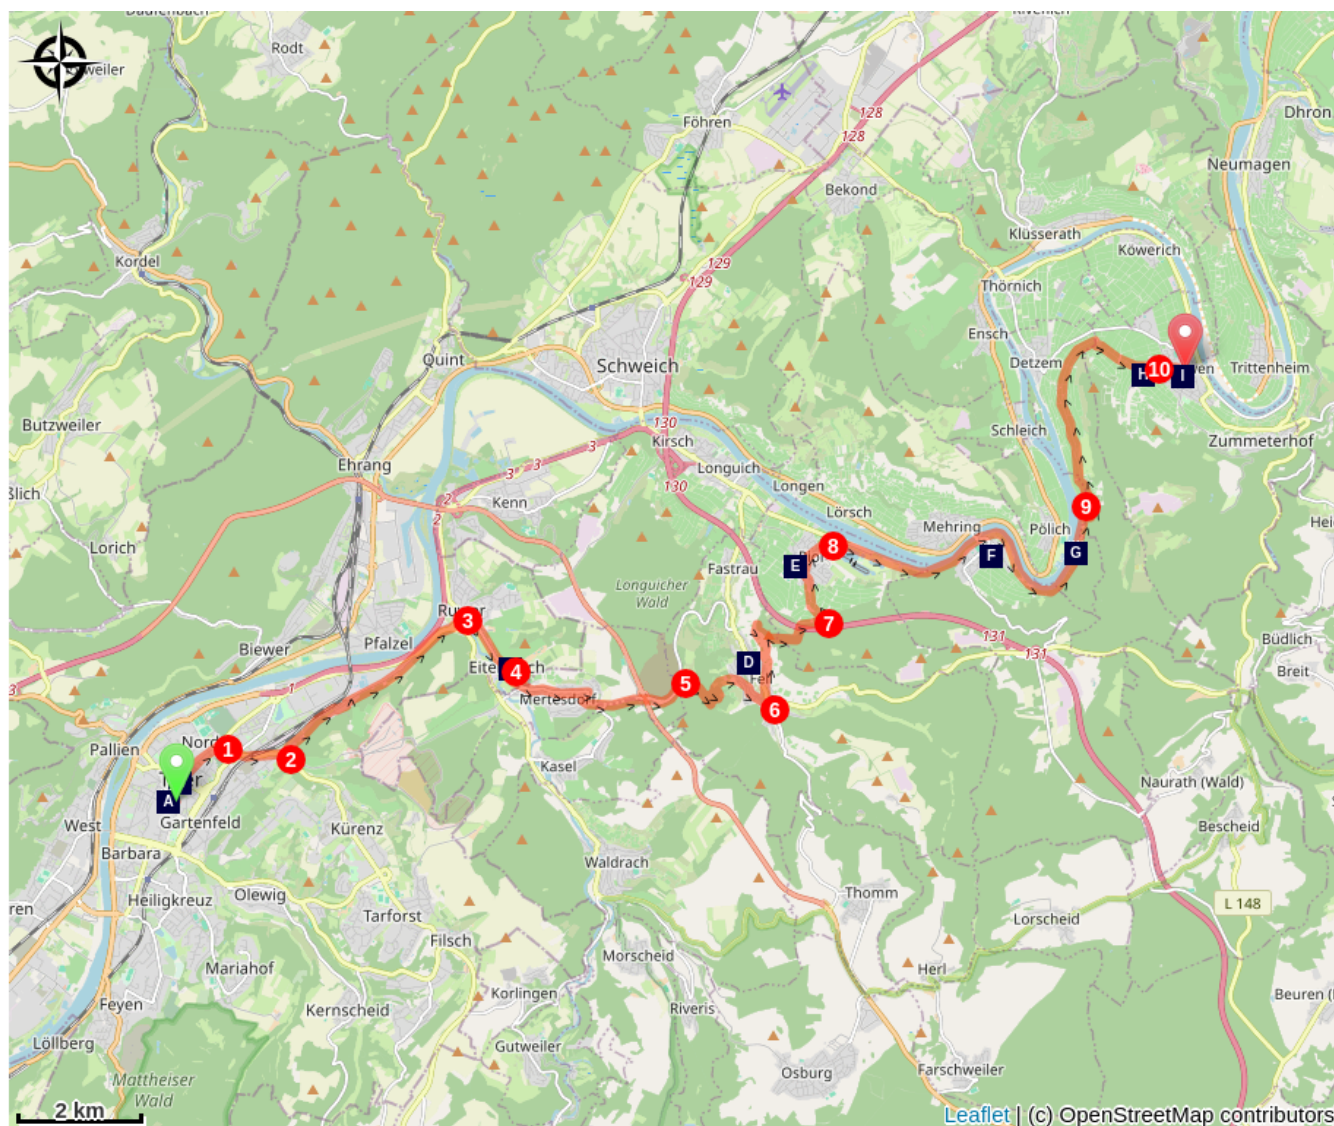 Rodt
Kordel
Föhren
128
128
Bekond
129
129
Dhron
Neumagen
Klüsserath
Köwerich
Thörnich
Ensch
Detzem
Quint
Schweich
H
10
I
Trittenheim
Butzweiler
Schleich
Zummeterhof
130
Kirsch
3
3
Ehrang
Longuich
130
Longen
2
2
Kenn
Lörsch
9
Mehring
Pölich
Lorich
8
F
G
E
Fastrau
Longuicher
Wald
3
7
Pfalzel
131
131
Büdlich
Biewer
Breit
D
4
5
3
1
Mertesdorf
6
Nord
1
2
Pallien
Kasel
Naurath (Wald)
A
Gartenfeld
West
Kürenz
Bescheid
Barbara
Waldrach
Olewig
Heiligkreuz
Thomm
L 148
Tarforst
Lorscheid
Filsch
Mariahof
Morscheid
Herl
Korlingen
Feyen
Kernscheid
Riveris
Löllberg
Gutweiler
Osburg
Farschweiler
Mattheiser
Wald
2 km
Leaflet | (c) OpenStreetMap contributors